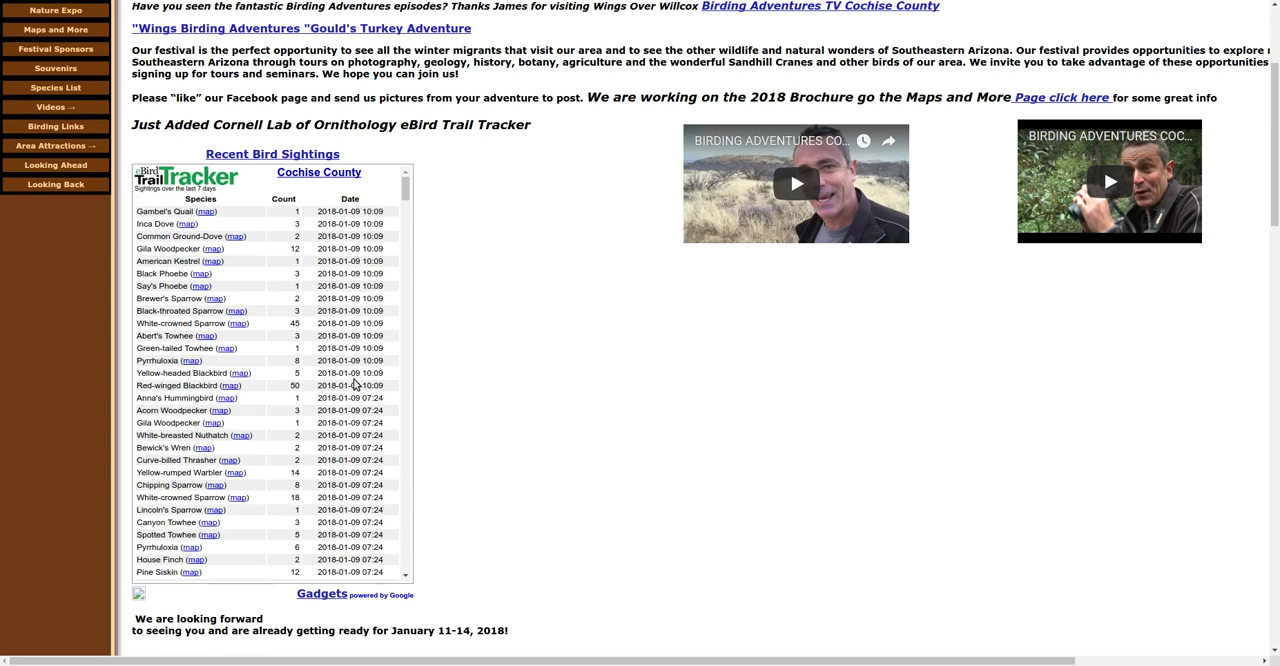 Nature Expo
Maps and More
Festival Sponsors
Souvenirs
Species List
Videos →
Birding Links
Area Attractions →
Looking Ahead
Looking Back
Have you seen the fantastic Birding Adventures episodes? Thanks James for visiting Wings Over Willcox Birding Adventures TV Cochise County
"Wings Birding Adventures "Gould's Turkey Adventure
Our festival is the perfect opportunity to see all the winter migrants that visit our area and to see the other wildlife and natural wonders of Southeastern Arizona. Our festival provides opportunities to explore
Southeastern Arizona through tours on photography, geology, history, botany, agriculture and the wonderful Sandhill Cranes and other birds of our area. We invite you to take advantage of these opportunities
signing up for tours and seminars. We hope you can join us!
Please “like” our Facebook page and send us pictures from your adventure to post. We are working on the 2018 Brochure go the Maps and More Page click here for some great info
Just Added Cornell Lab of Ornithology eBird Trail Tracker
Recent Bird Sightings
eBird
TrailTracker
Sightings over the last 7 days
Cochise County
Species Count Date
Gambel's Quail (map) 1 2018-01-09 10:09
Inca Dove (map) 3 2018-01-09 10:09
Common Ground-Dove (map) 2 2018-01-09 10:09
Gila Woodpecker (map) 12 2018-01-09 10:09
American Kestrel (map) 1 2018-01-09 10:09
Black Phoebe (map) 3 2018-01-09 10:09
Say's Phoebe (map) 1 2018-01-09 10:09
Brewer's Sparrow (map) 2 2018-01-09 10:09
Black-throated Sparrow (map) 3 2018-01-09 10:09
White-crowned Sparrow (map) 45 2018-01-09 10:09
Abert's Towhee (map) 3 2018-01-09 10:09
Green-tailed Towhee (map) 1 2018-01-09 10:09
Pyrrhuloxia (map) 8 2018-01-09 10:09
Yellow-headed Blackbird (map) 5 2018-01-09 10:09
Red-winged Blackbird (map) 50 2018-01-09 10:09
Anna's Hummingbird (map) 1 2018-01-09 07:24
Acorn Woodpecker (map) 3 2018-01-09 07:24
Gila Woodpecker (map) 1 2018-01-09 07:24
White-breasted Nuthatch (map) 2 2018-01-09 07:24
Bewick's Wren (map) 2 2018-01-09 07:24
Curve-billed Thrasher (map) 2 2018-01-09 07:24
Yellow-rumped Warbler (map) 14 2018-01-09 07:24
Chipping Sparrow (map) 8 2018-01-09 07:24
White-crowned Sparrow (map) 18 2018-01-09 07:24
Lincoln's Sparrow (map) 1 2018-01-09 07:24
Canyon Towhee (map) 3 2018-01-09 07:24
Spotted Towhee (map) 5 2018-01-09 07:24
Pyrrhuloxia (map) 6 2018-01-09 07:24
House Finch (map) 2 2018-01-09 07:24
Pine Siskin (map) 12 2018-01-09 07:24
Gadgets powered by Google
BIRDING ADVENTURES CO...
BIRDING ADVENTURES COC...
We are looking forward
to seeing you and are already getting ready for January 11-14, 2018!